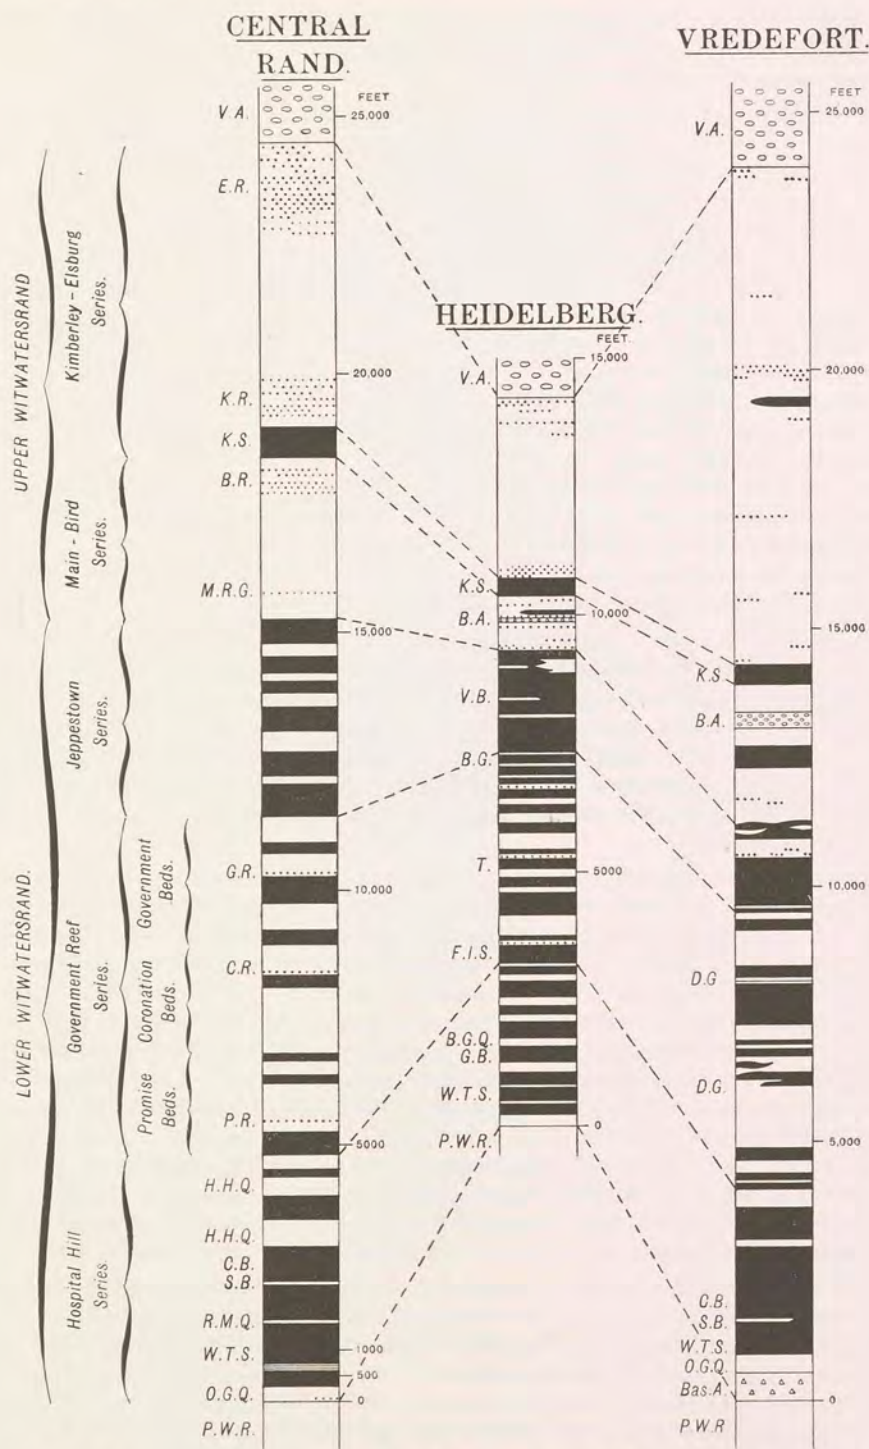 CENTRAL
RAND.
FEET
V.A.
25,000
E.R.
20,000
K.R.
K.S.
B.R.
M.R.G.
15,000
G.R.
10,000
C.R.
P.R.
5000
H.H.Q.
H.H.Q.
C.B.
S.B.
R.M.Q.
W.T.S.
1000
500
O.G.Q.
0
P.W.R.
UPPER WITWATERSRAND
Kimberley - Elsburg
Series.
Main - Bird
Series.
LOWER WITWATERSRAND.
Jeppestown
Series.
Government Reef
Series.
Government
Beds.
Coronation
Beds.
Promise
Beds.
Hospital Hill
Series.
HEIDELBERG.
FEET.
15,000
V.A.
K.S.
10,000
B.A.
V.B.
B.G.
T.
5000
F.I.S.
B.G.Q.
G.B.
W.T.S.
0
P.W.R.
VREDEFORT.
FEET
25,000
V.A.
20,000
15,000
K.S
B.A.
10,000
D.G
D.G.
5,000
C.B.
S.B.
W.T.S.
O.G.Q.
Bas.A.
0
P.W.R